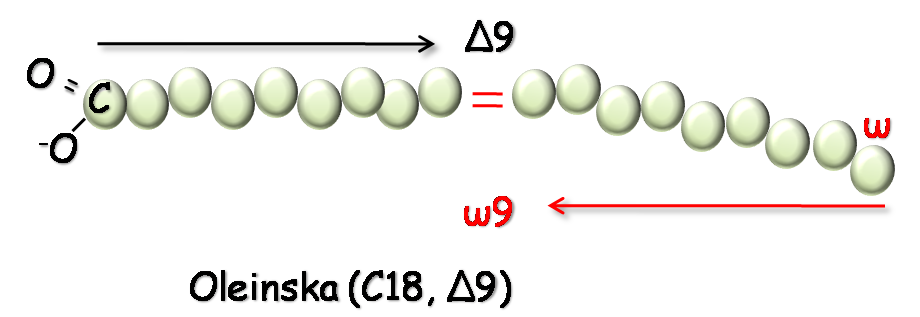 Δ9
O
=
C
-O
=
ω
ω9
Oleinska (C18, Δ9)